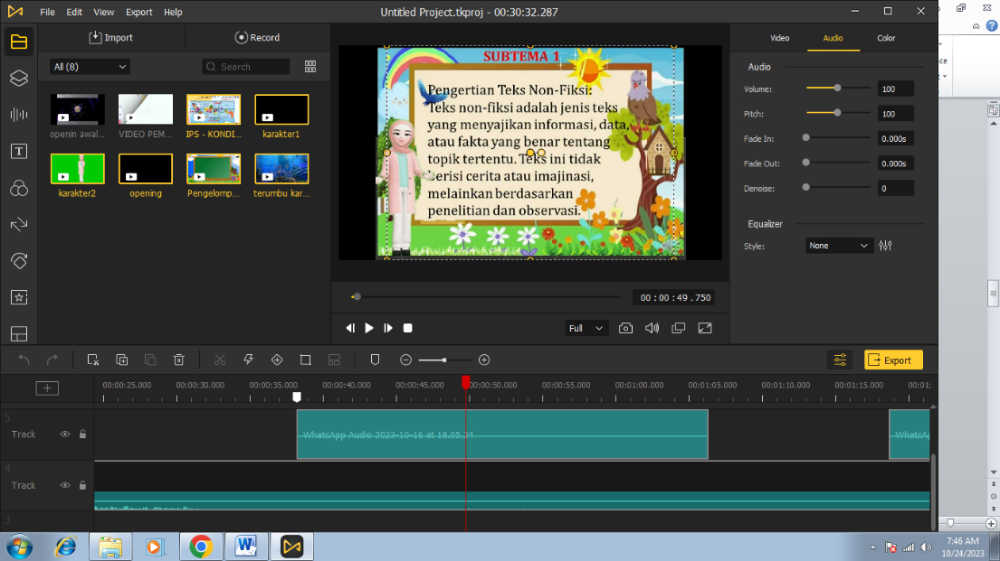 File Edit View Export Help
Untitled Project.tkproj - 00:30:32.287
Import
Record
All (8)
Search
openin awal...
VIDEO PEM...
IPS - KONDI...
karakter1
karakter2
opening
Pengelomp...
terumbu kar...
SUBTEMA 1
Pengertian Teks Non-Fiksi:
Teks non-fiksi adalah jenis teks
yang menyajikan informasi, data,
atau fakta yang benar tentang
topik tertentu. Teks ini tidak
berisi cerita atau imajinasi,
melainkan berdasarkan
penelitian dan observasi.
00 : 00 : 49 . 750
Full
Video Audio Color
Audio
Volume: 100
Pitch: 100
Fade In: 0.000s
Fade Out: 0.000s
Denoise: 0
Equalizer
Style: None
Export
00:00:25.000 00:00:30.000 00:00:35.000 00:00:40.000 00:00:45.000 00:00:50.000 00:00:55.000 00:01:00.000 00:01:05.000 00:01:10.000 00:01:15.000 00:01:
5
Track
WhatsApp Audio 2023-10-16 at 18.05.34
WhatsAp
4
Track
3
7:46 AM
10/24/2023